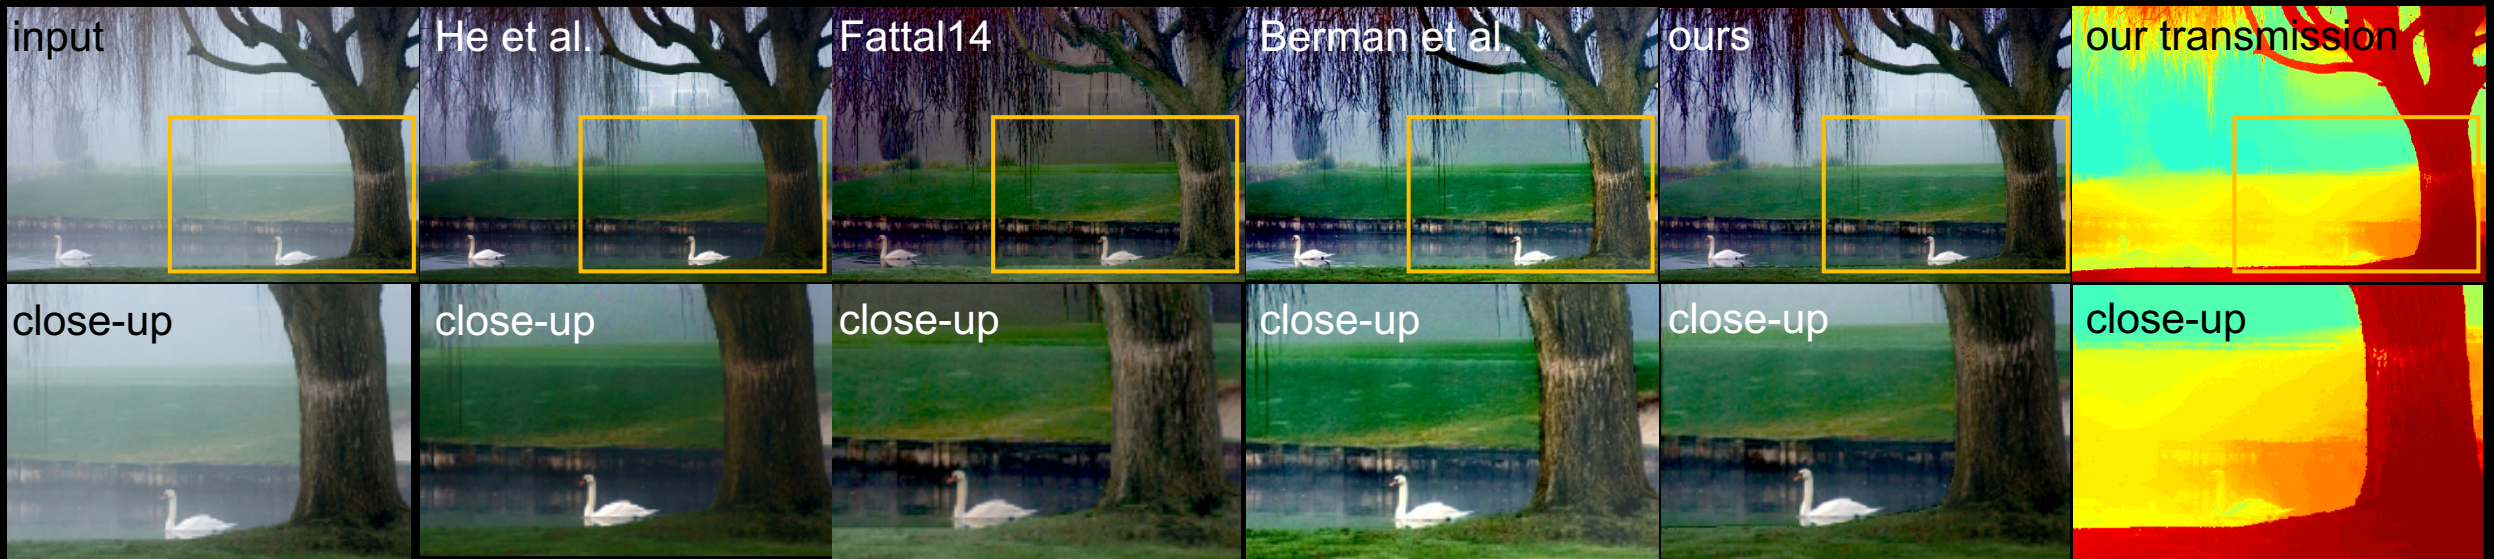 input
He et al.
Fattal14
Berman et al.
ours
our transmission
close-up
close-up
close-up
close-up
close-up
close-up